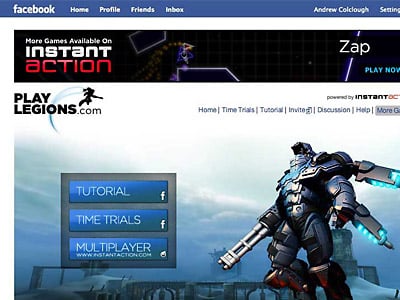 facebook Home Profile Friends Inbox Andrew Colclough Setting
More Games Available On
INSTANT
ACTION
Zap
PLAY NOW
PLAY
LEGIONS.com
powered by INSTANTAC
Home | Time Trials | Tutorial | Invite | Discussion | Help | More Ga
TUTORIAL
TIME TRIALS
MULTIPLAYER
WWW.INSTANTACTION.COM